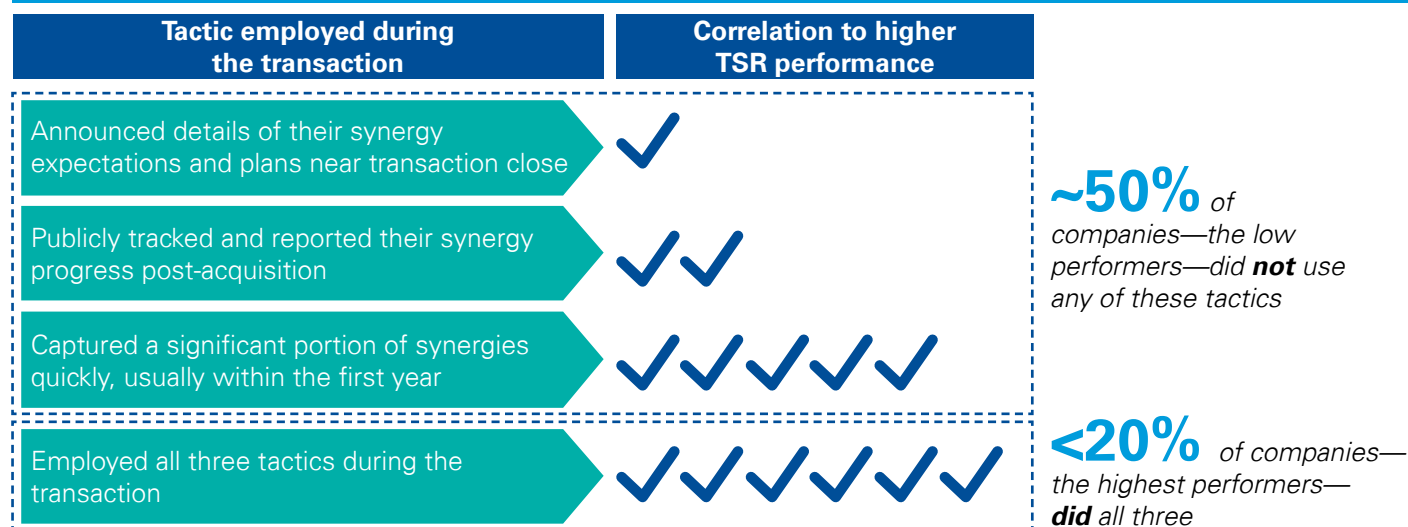 Tactic employed during
the transaction
Correlation to higher
TSR performance
Announced details of their synergy
expectations and plans near transaction close
Publicly tracked and reported their synergy
progress post-acquisition
Captured a significant portion of synergies
quickly, usually within the first year
Employed all three tactics during the
transaction
~50% of
companies—the low
performers—did not use
any of these tactics
<20% of companies—
the highest performers—
did all three